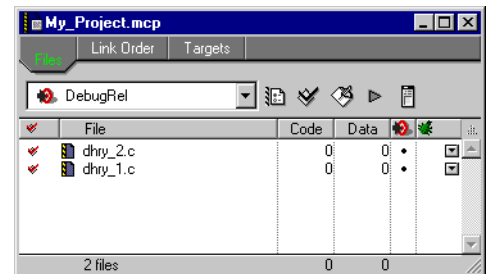 My_Project.mcp
Files Link Order Targets
DebugRel
File Code Data
dhry_2.c 0 0 •
dhry_1.c 0 0 •
2 files 0 0